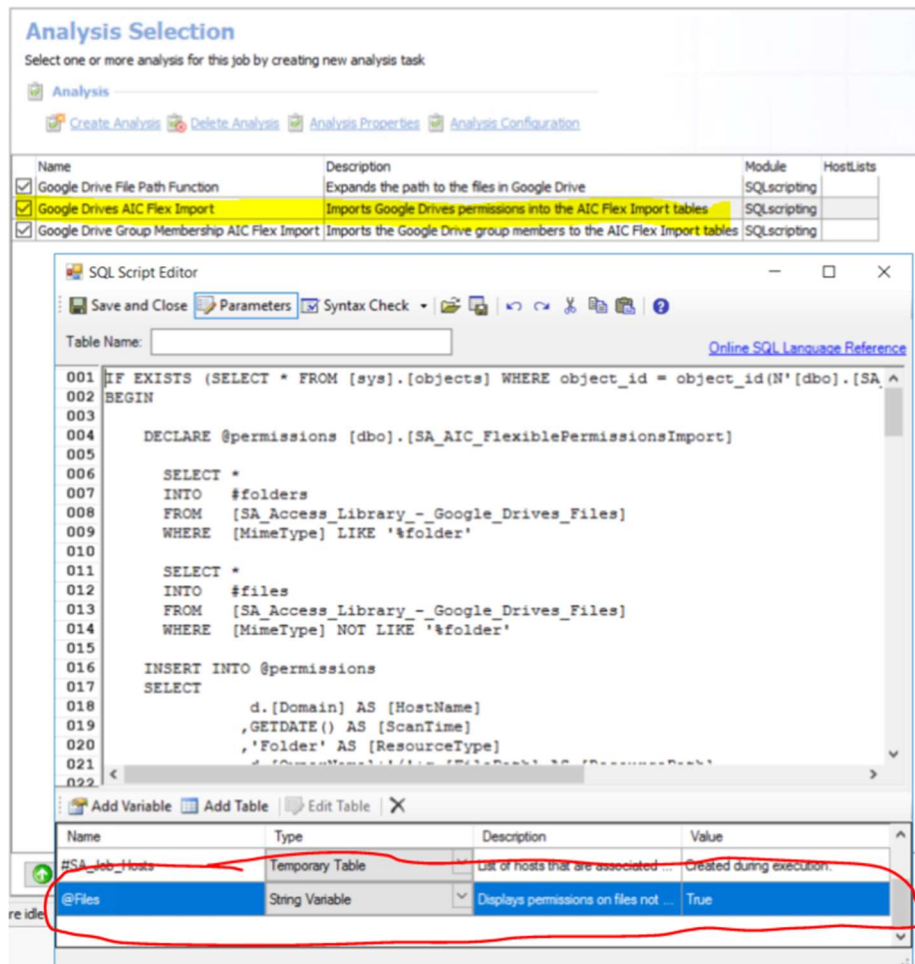 Analysis Selection
Select one or more analysis for this job by creating new analysis task
Analysis
Create Analysis Delete Analysis Analysis Properties Analysis Configuration
Name Description Module HostLists
Google Drive File Path Function Expands the path to the files in Google Drive SQLscripting
Google Drives AIC Flex Import Imports Google Drives permissions into the AIC Flex Import tables SQLscripting
Google Drive Group Membership AIC Flex Import Imports the Google Drive group members to the AIC Flex Import tables SQLscripting
SQL Script Editor
Save and Close Parameters Syntax Check
Table Name: Online SQL Language Reference
001 IF EXISTS (SELECT * FROM [sys].[objects] WHERE object_id = object_id(N'[dbo].[SA_
002 BEGIN
003
004 DECLARE @permissions [dbo].[SA_AIC_FlexiblePermissionsImport]
005
006 SELECT *
007 INTO #folders
008 FROM [SA_Access_Library_-_Google_Drives_Files]
009 WHERE [MimeType] LIKE '%folder'
010
011 SELECT *
012 INTO #files
013 FROM [SA_Access_Library_-_Google_Drives_Files]
014 WHERE [MimeType] NOT LIKE '%folder'
015
016 INSERT INTO @permissions
017 SELECT
018 d.[Domain] AS [HostName]
019 ,GETDATE() AS [ScanTime]
020 ,'Folder' AS [ResourceType]
021
022
Add Variable Add Table Edit Table
Name Type Description Value
#SA_Job_Hosts Temporary Table List of hosts that are associated ... Created during execution.
@Files String Variable Displays permissions on files not ... True
re idle